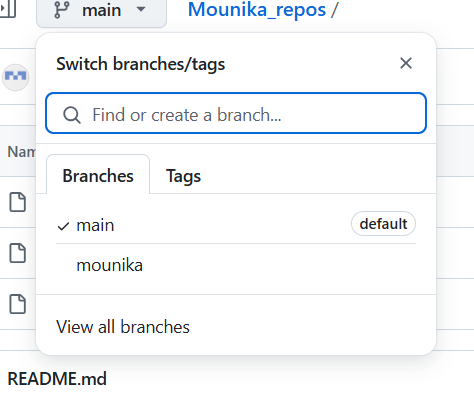 main
Mounika_repos /
Switch branches/tags
Find or create a branch...
Nam
Branches
Tags
main
default
mounika
View all branches
README.md